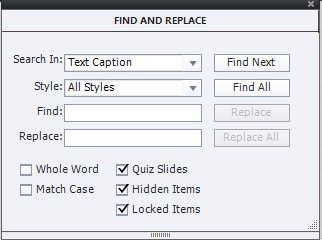 FIND AND REPLACE
Search In: Text Caption Find Next
Style: All Styles Find All
Find: Replace
Replace: Replace All
Whole Word Quiz Slides
Match Case Hidden Items
Locked Items